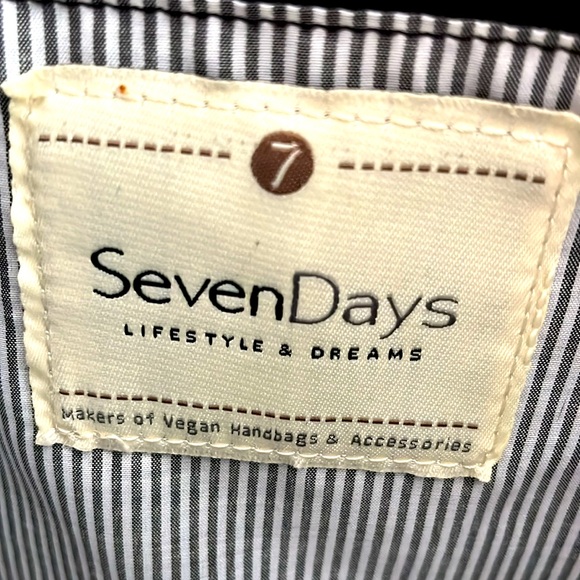 7
SevenDays
LIFESTYLE & DREAMS
Makers of Vegan Handbags & Accessories